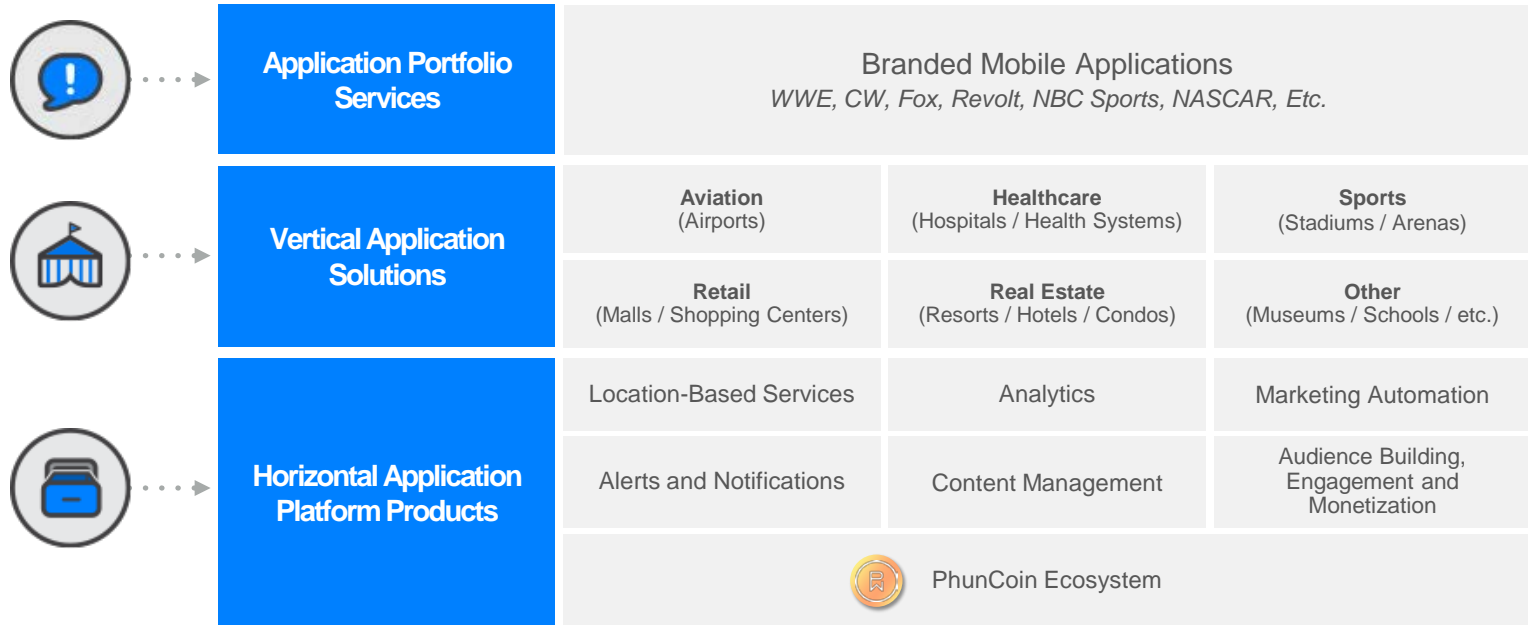 Application Portfolio
Services
Branded Mobile Applications
WWE, CW, Fox, Revolt, NBC Sports, NASCAR, Etc.
Vertical Application
Solutions
Aviation
(Airports)
Healthcare
(Hospitals / Health Systems)
Sports
(Stadiums / Arenas)
Retail
(Malls / Shopping Centers)
Real Estate
(Resorts / Hotels / Condos)
Other
(Museums / Schools / etc.)
Horizontal Application
Platform Products
Location-Based Services
Analytics
Marketing Automation
Alerts and Notifications
Content Management
Audience Building,
Engagement and
Monetization
PhunCoin Ecosystem